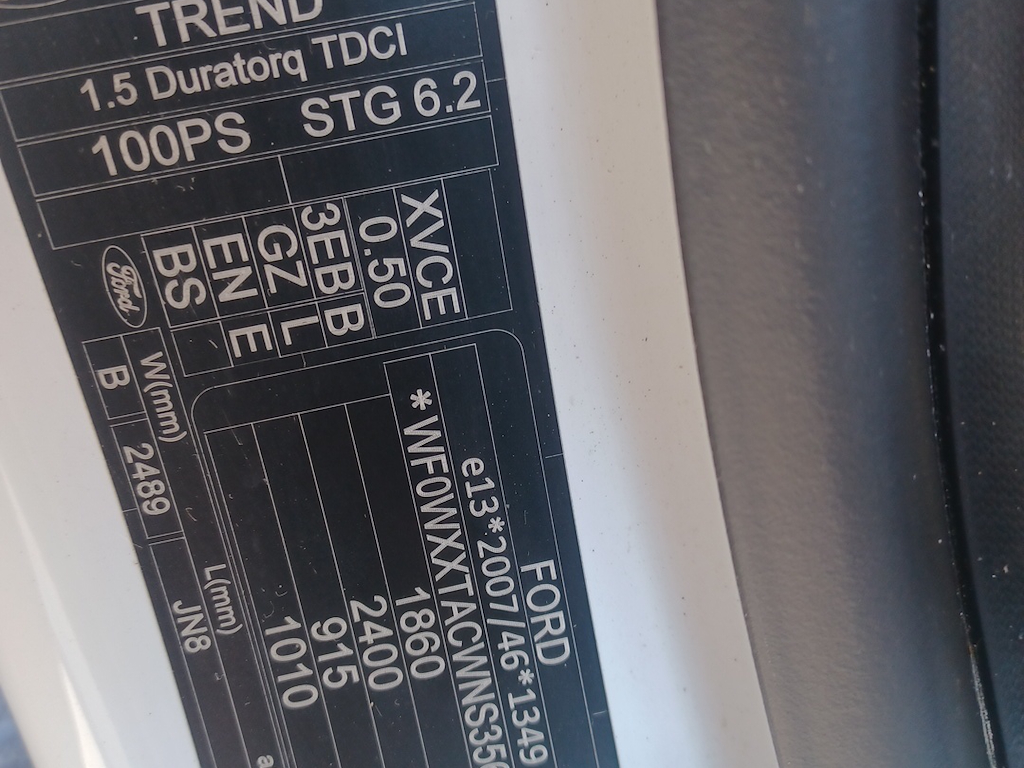 TREND
1.5 Duratorq TDCI
100PS STG 6.2
XVCE
0.50
3EBB B
GZ L
EN E
BS
Ford
W(mm)
B 2489
L(mm)
JN8
FORD
e13*2007/46*1349
*WF0WXXTACWNS35
1860
2400
915
1010